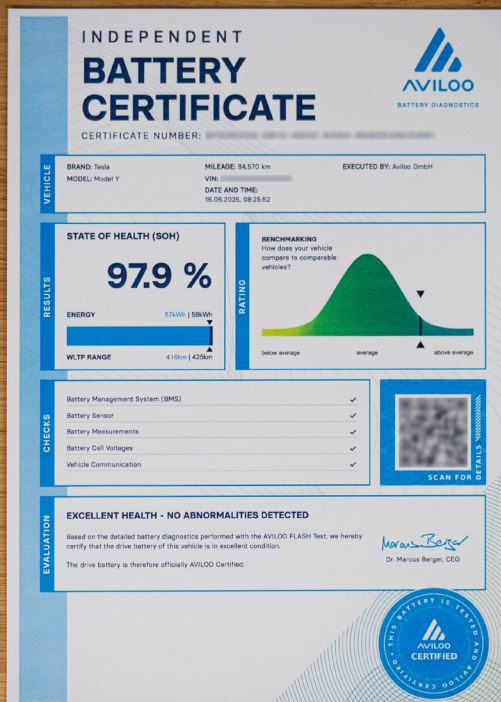 INDEPENDENT
BATTERY
CERTIFICATE
CERTIFICATE NUMBER:
AVILOO
BATTERY DIAGNOSTICS
VEHICLE
BRAND: Tesla
MODEL: Model Y
MILEAGE: 84,570 km
VIN:
DATE AND TIME:
16.06.2025, 08:25:52
EXECUTED BY: Aviloo GmbH
RESULTS
STATE OF HEALTH (SOH)
97.9 %
ENERGY
57kWh | 58kWh
WLTP RANGE
416km | 425km
RATING
BENCHMARKING
How does your vehicle
compare to comparable
vehicles?
below average
average
above average
CHECKS
Battery Management System (BMS)
Battery Sensor
Battery Measurements
Battery Cell Voltages
Vehicle Communication
SCAN FOR DETAILS
EVALUATION
EXCELLENT HEALTH - NO ABNORMALITIES DETECTED
Based on the detailed battery diagnostics performed with the AVILOO FLASH Test, we hereby
certify that the drive battery of this vehicle is in excellent condition.
The drive battery is therefore officially AVILOO Certified.
Marcus Berger
Dr. Marcus Berger, CEO
THIS BATTERY IS TESTED AND AVILOO CERTIFIED
AVILOO
CERTIFIED